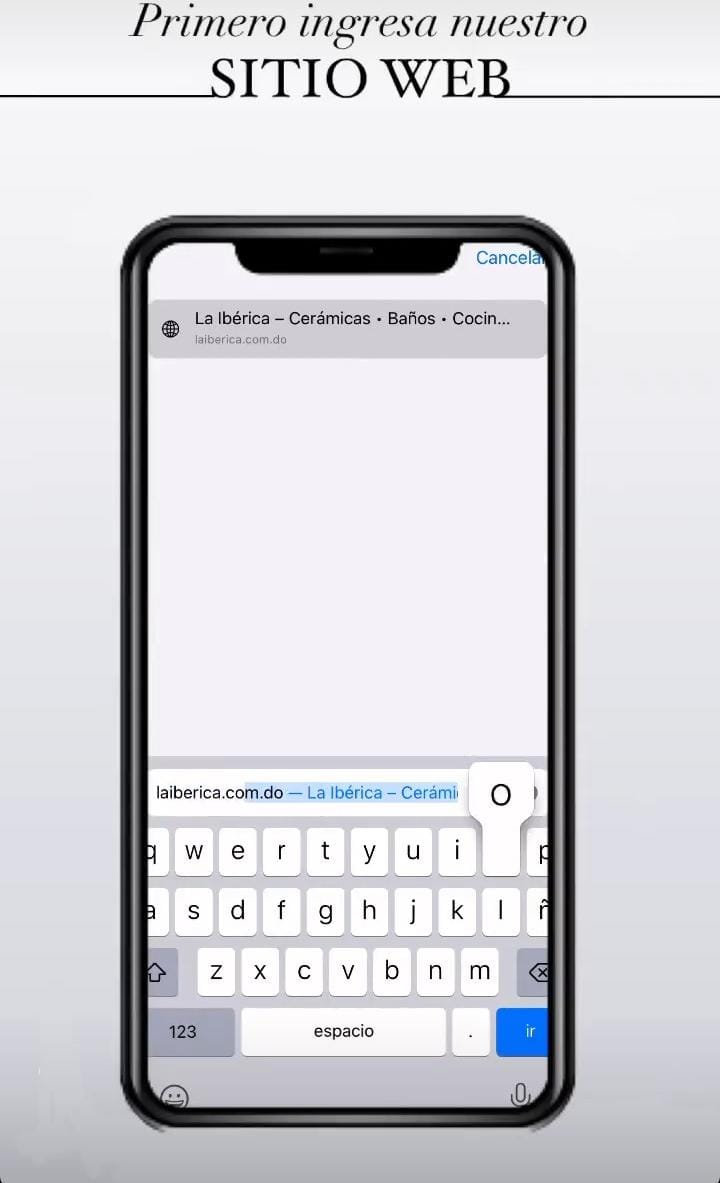 Primero ingresa nuestro
SITIO WEB
Cancelar
La Ibérica – Cerámicas • Baños • Cocin...
laiberica.com.do
laiberica.com.do — La Ibérica – Cerámi
O
q w e r t y u i p
a s d f g h j k l ñ
z x c v b n m
123 espacio . ir